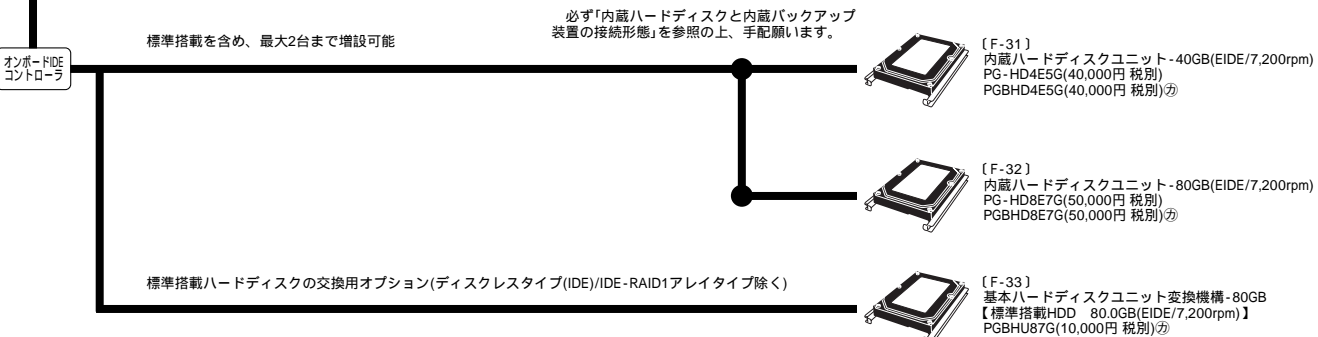 オンボードIDE
コントローラ
標準搭載を含め、最大2台まで増設可能
必ず「内蔵ハードディスクと内蔵バックアップ
装置の接続形態」を参照の上、手配願います。
〔F-31〕
内蔵ハードディスクユニット-40GB(EIDE/7,200rpm)
PG-HD4E5G(40,000円 税別)
PGBHD4E5G(40,000円 税別)㋕
〔F-32〕
内蔵ハードディスクユニット-80GB(EIDE/7,200rpm)
PG-HD8E7G(50,000円 税別)
PGBHD8E7G(50,000円 税別)㋕
標準搭載ハードディスクの交換用オプション(ディスクレスタイプ(IDE)/IDE-RAID1アレイタイプ除く)
〔F-33〕
基本ハードディスクユニット変換機構-80GB
【標準搭載HDD 80.0GB(EIDE/7,200rpm)】
PGBHU87G(10,000円 税別)㋕